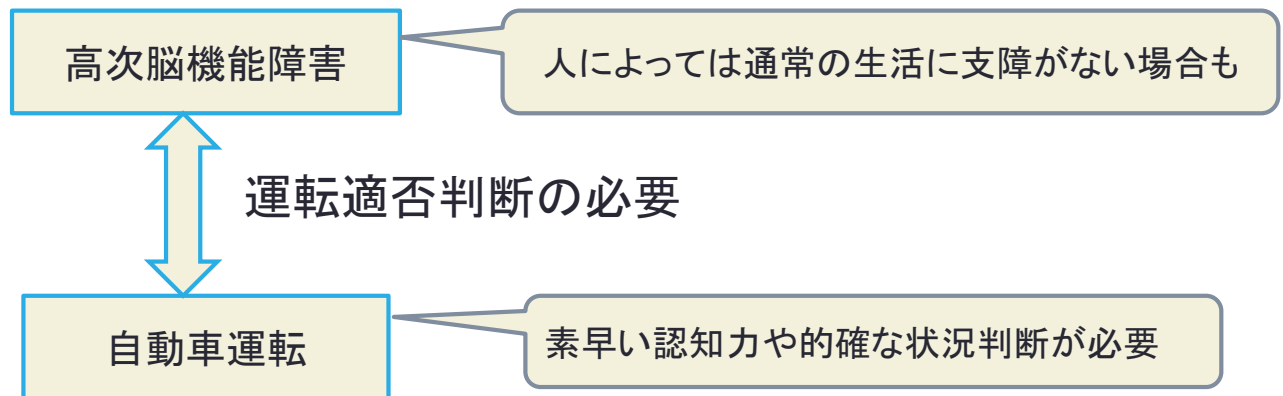 高次脳機能障害
人によっては通常の生活に支障がない場合も
運転適否判断の必要
自動車運転
素早い認知力や的確な状況判断が必要